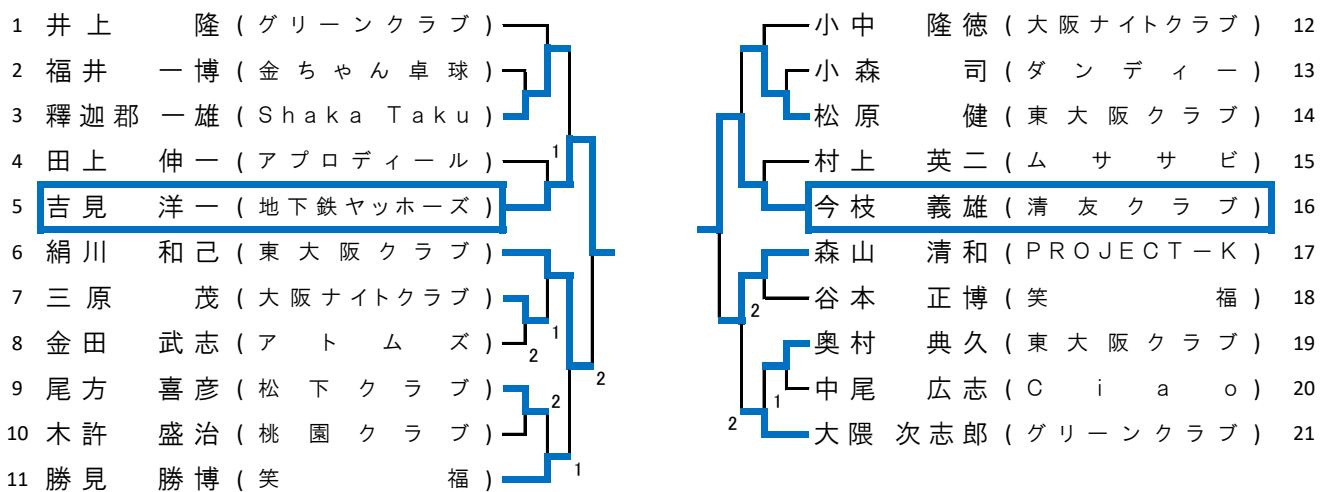 1 井上 隆 (グリーンクラブ)
2 福井 一博 (金ちゃん卓球)
3 釋迦郡 一雄 (Shaka Taku)
4 田上 伸一 (アプロディール)
1
5 吉見 洋一 (地下鉄ヤッホーズ)
6 絹川 和己 (東大阪クラブ)
7 三原 茂 (大阪ナイトクラブ)
1
8 金田 武志 (アトムズ)
2
2
9 尾方 喜彦 (松下クラブ)
2
10 木許 盛治 (桃園クラブ)
11 勝見 勝博 (笑福)
1
小中 隆徳 (大阪ナイトクラブ) 12
小森 司 (ダンディー) 13
松原 健 (東大阪クラブ) 14
村上 英二 (ムササビ) 15
今枝 義雄 (清友クラブ) 16
森山 清和 (PROJECT－K) 17
2
谷本 正博 (笑福) 18
奥村 典久 (東大阪クラブ) 19
中尾 広志 (Ciao) 20
1
2
大隈 次志郎 (グリーンクラブ) 21